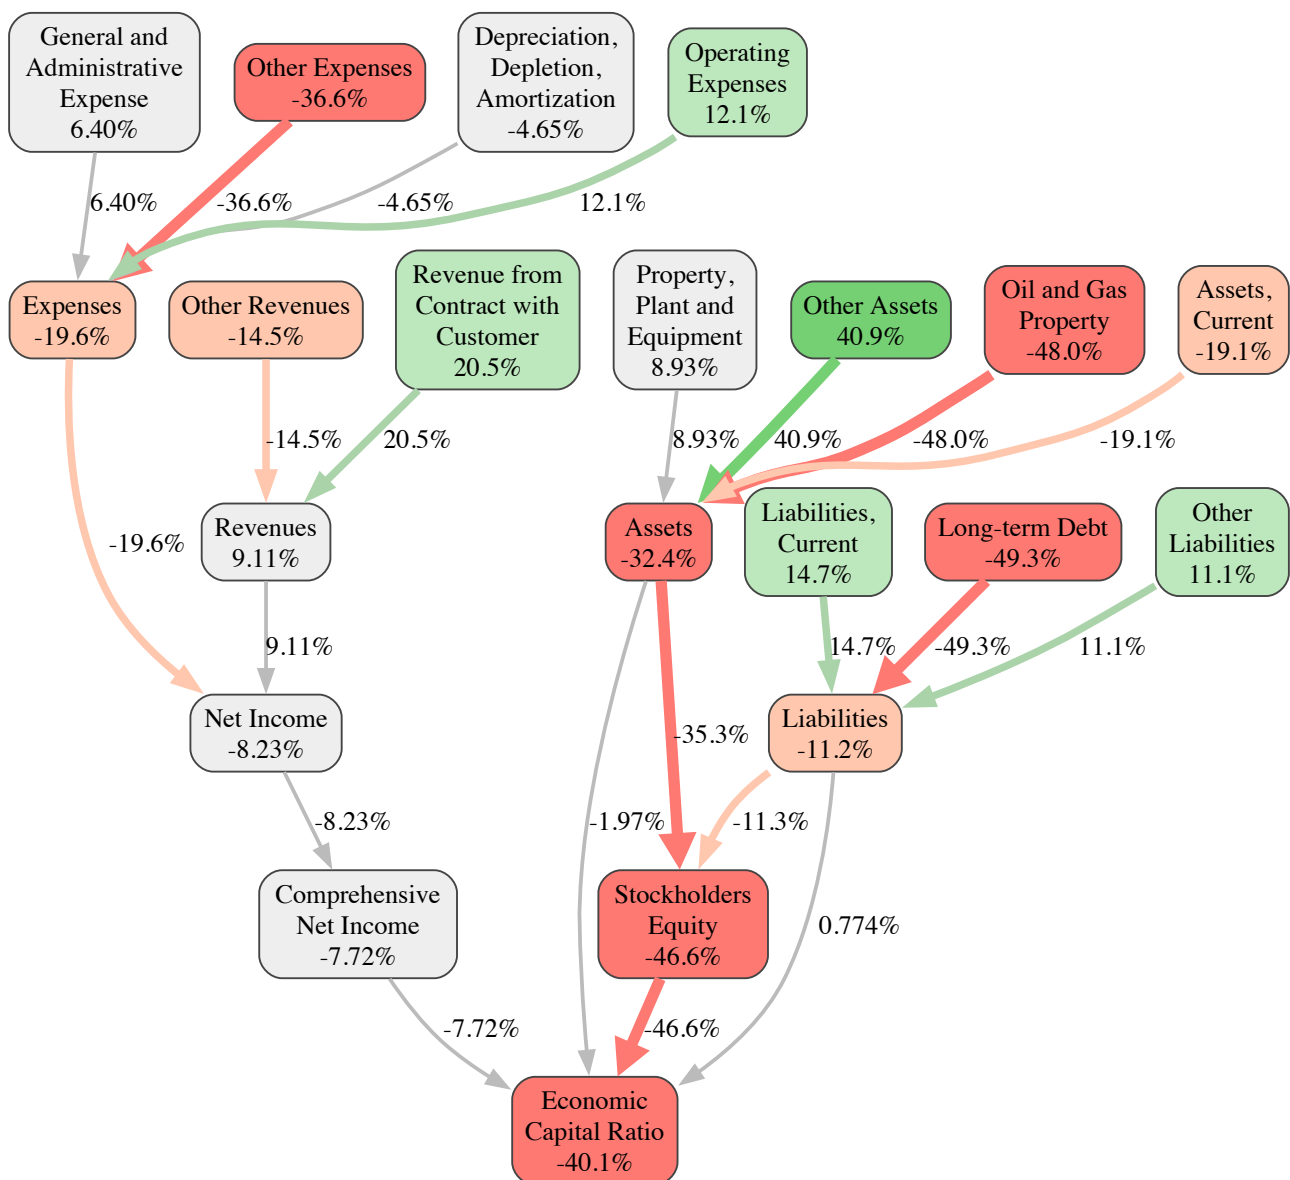 General and
Administrative
Expense
6.40%
Other Expenses
-36.6%
Depreciation,
Depletion,
Amortization
-4.65%
Operating
Expenses
12.1%
6.40%
-36.6%
-4.65%
12.1%
Expenses
-19.6%
Other Revenues
-14.5%
Revenue from
Contract with
Customer
20.5%
Property,
Plant and
Equipment
8.93%
Other Assets
40.9%
Oil and Gas
Property
-48.0%
Assets,
Current
-19.1%
-14.5%
20.5%
8.93%
40.9%
-48.0%
-19.1%
-19.6%
Revenues
9.11%
Assets
-32.4%
Liabilities,
Current
14.7%
Long-term Debt
-49.3%
Other
Liabilities
11.1%
9.11%
14.7%
-49.3%
11.1%
Net Income
-8.23%
-35.3%
Liabilities
-11.2%
-8.23%
-1.97%
-11.3%
Comprehensive
Net Income
-7.72%
Stockholders
Equity
-46.6%
0.774%
-7.72%
-46.6%
Economic
Capital Ratio
-40.1%